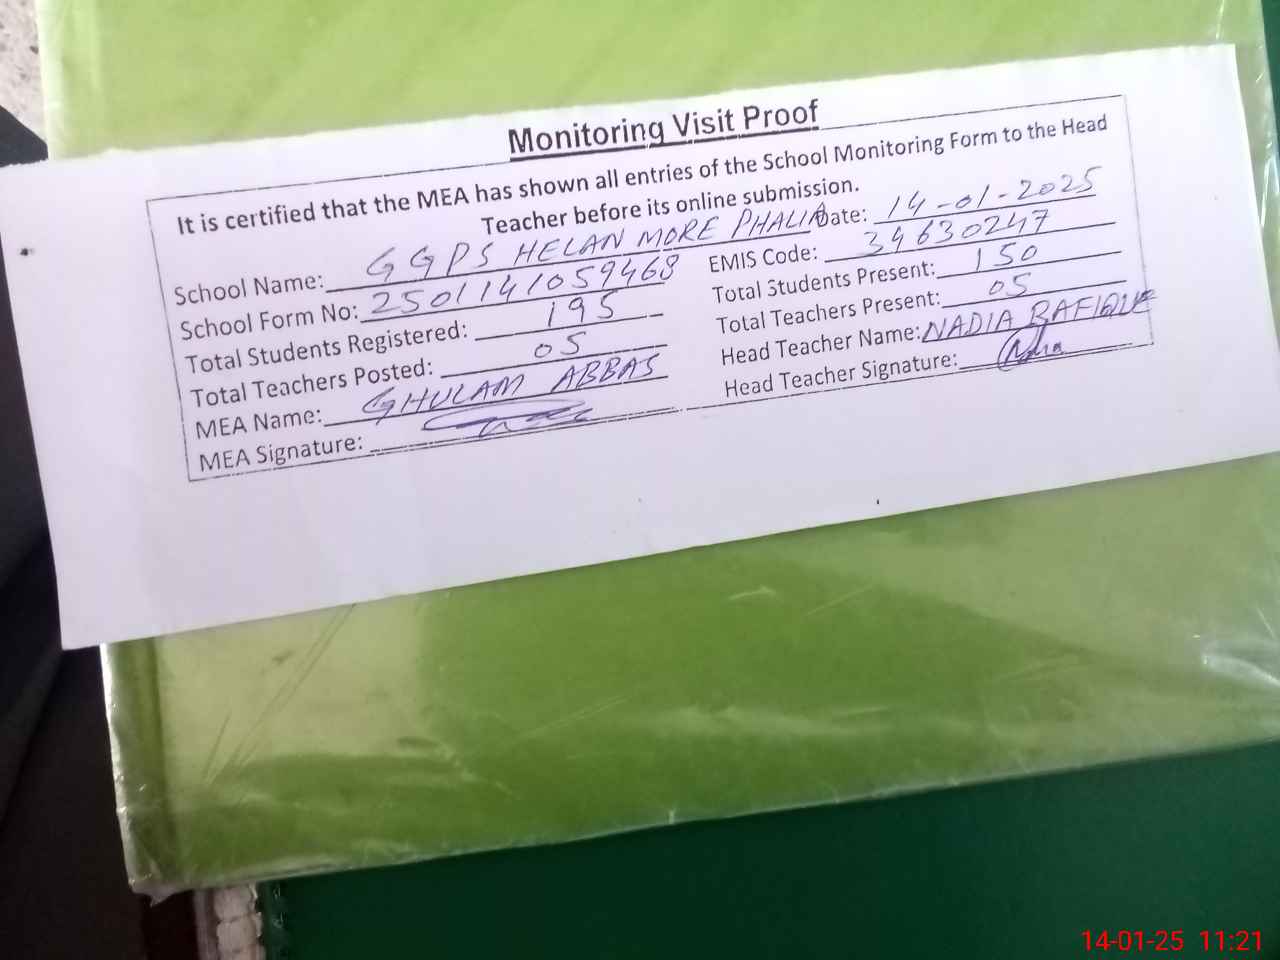 Monitoring Visit Proof
It is certified that the MEA has shown all entries of the School Monitoring Form to the Head
Teacher before its online submission.
School Name: GGPS HELAN MORE PHALIA Date: 14-01-2025
School Form No: 25011141059468 EMIS Code: 34630247
Total Students Registered: 195 Total Students Present: 150
Total Teachers Posted: 05 Total Teachers Present: 05
MEA Name: GHULAM ABBAS Head Teacher Name: NADIA RAFIQUE
MEA Signature: Head Teacher Signature:
14-01-25 11:21